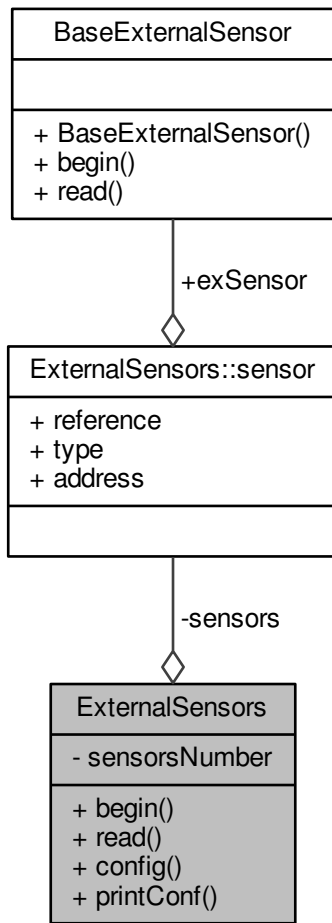 BaseExternalSensor
+ BaseExternalSensor()
+ begin()
+ read()
+exSensor
ExternalSensors::sensor
+ reference
+ type
+ address
-sensors
ExternalSensors
- sensorsNumber
+ begin()
+ read()
+ config()
+ printConf()